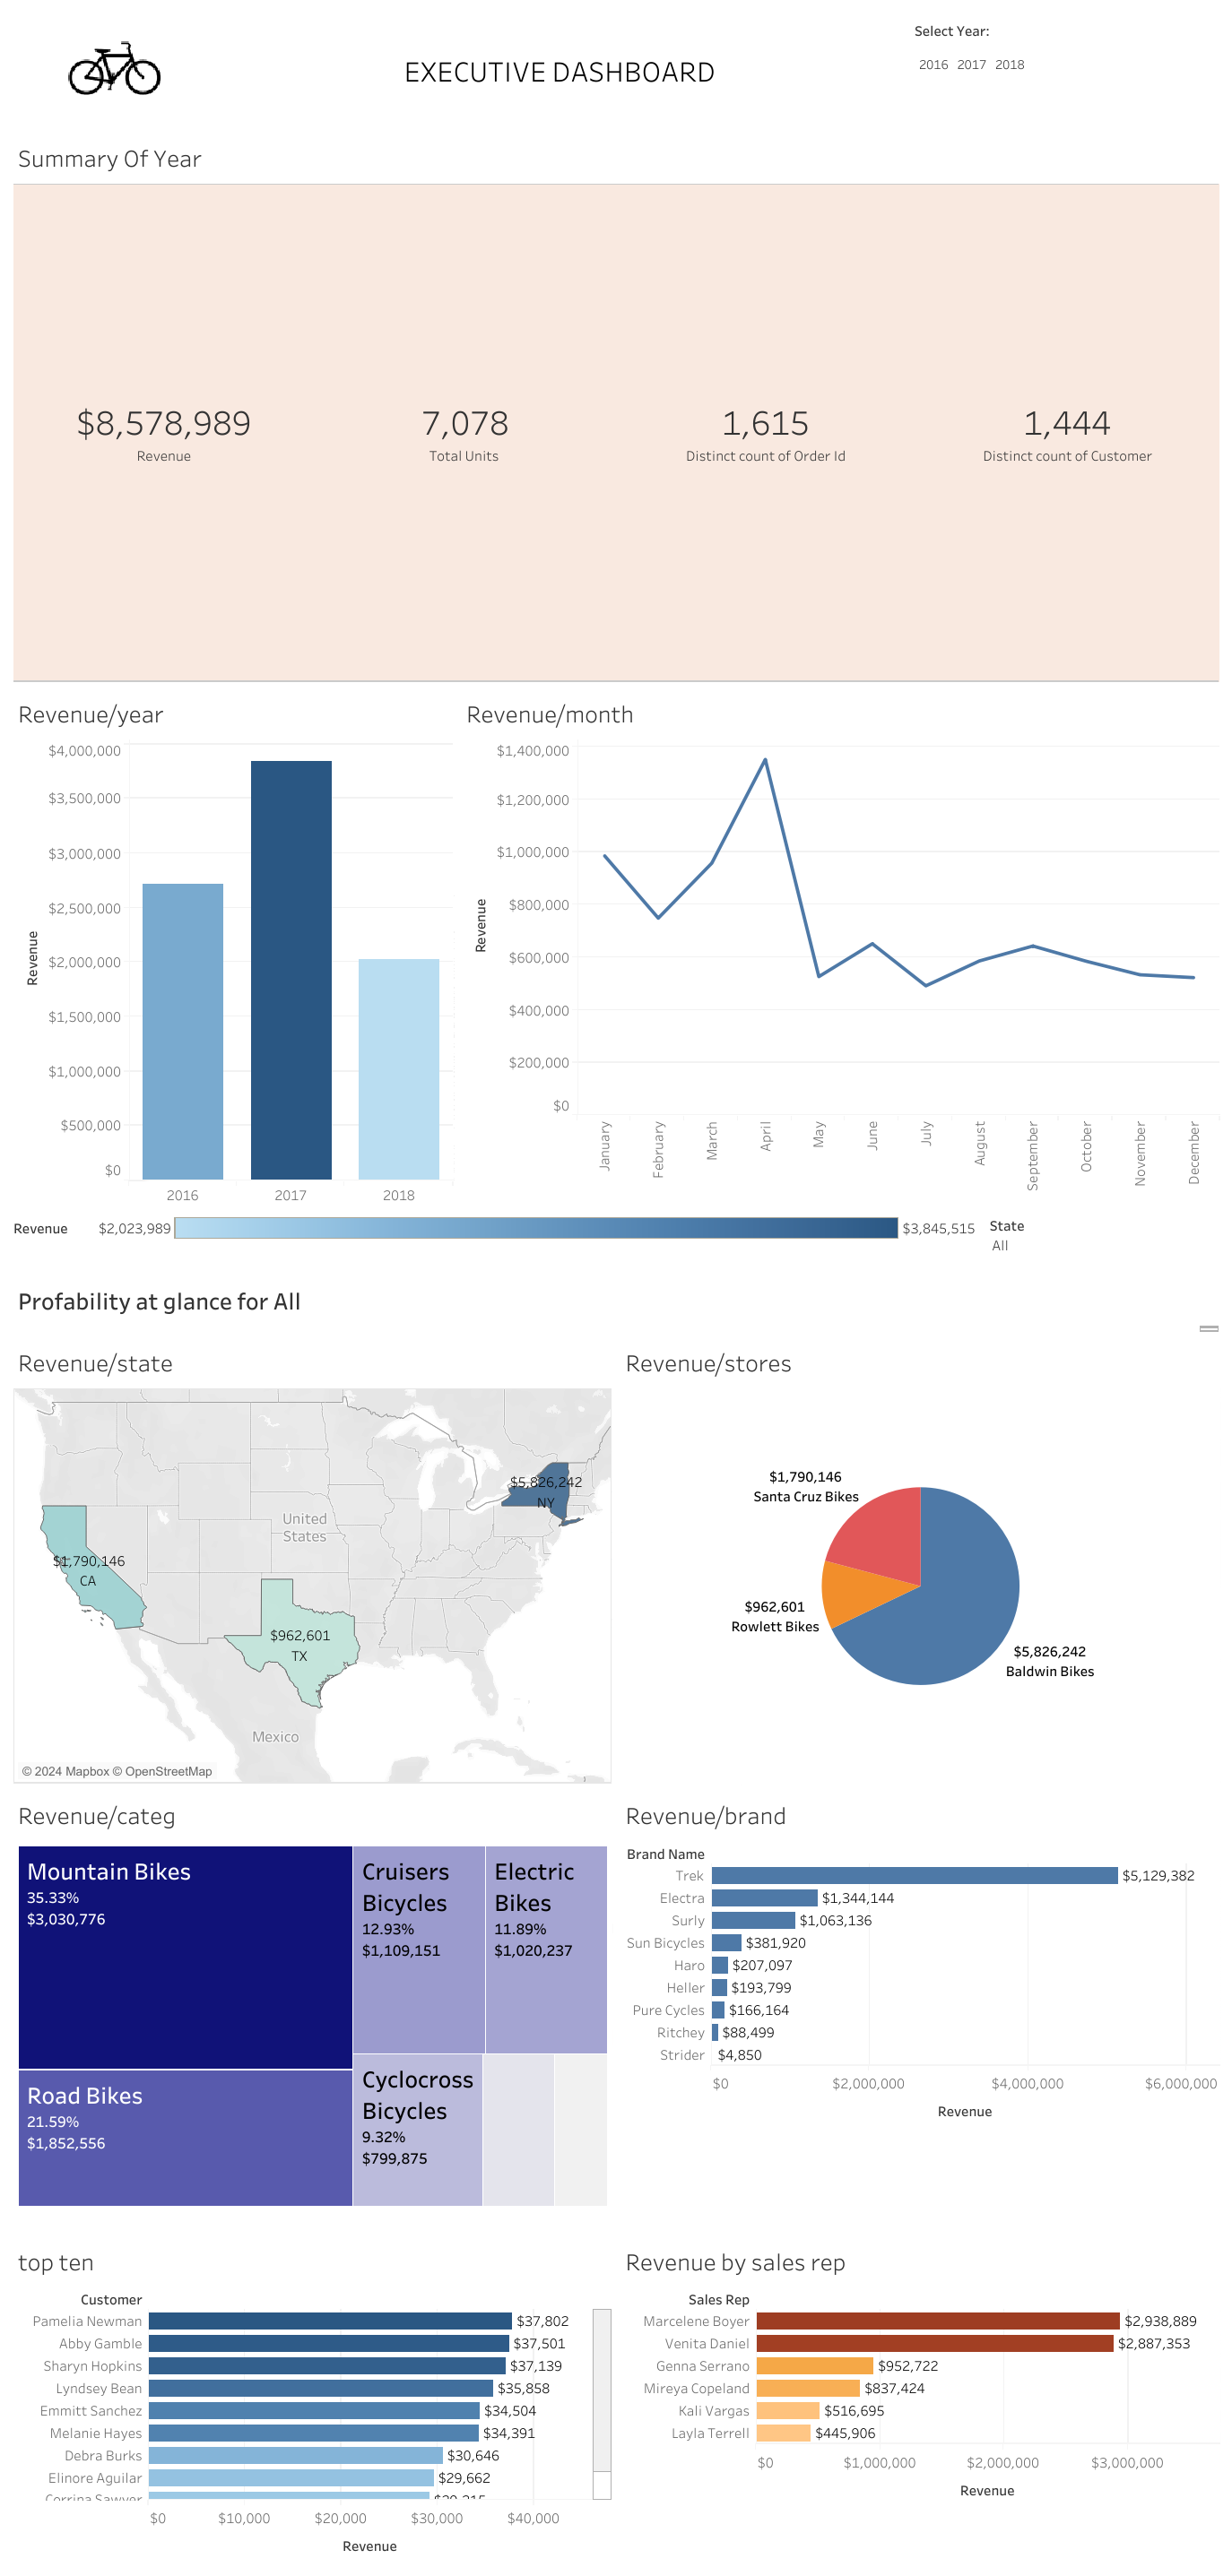 Select Year:
EXECUTIVE DASHBOARD
2016 2017 2018
Summary Of Year
$8,578,989
Revenue
7,078
Total Units
1,615
Distinct count of Order Id
1,444
Distinct count of Customer
Revenue/year
$4,000,000
$3,500,000
$3,000,000
$2,500,000
$2,000,000
$1,500,000
$1,000,000
$500,000
$0
Revenue
2016 2017 2018
Revenue/month
$1,400,000
$1,200,000
$1,000,000
$800,000
$600,000
$400,000
$200,000
$0
Revenue
January
February
March
April
May
June
July
August
September
October
November
December
Revenue $2,023,989 $3,845,515
State
All
Profability at glance for All
Revenue/state
$5,826,242
NY
United
States
$1,790,146
CA
$962,601
TX
Mexico
© 2024 Mapbox © OpenStreetMap
Revenue/stores
$1,790,146
Santa Cruz Bikes
$962,601
Rowlett Bikes
$5,826,242
Baldwin Bikes
Revenue/categ
Mountain Bikes
35.33%
$3,030,776
Cruisers
Bicycles
12.93%
$1,109,151
Electric
Bikes
11.89%
$1,020,237
Road Bikes
21.59%
$1,852,556
Cyclocross
Bicycles
9.32%
$799,875
Revenue/brand
Brand Name
Trek $5,129,382
Electra $1,344,144
Surly $1,063,136
Sun Bicycles $381,920
Haro $207,097
Heller $193,799
Pure Cycles $166,164
Ritchey $88,499
Strider $4,850
$0 $2,000,000 $4,000,000 $6,000,000
Revenue
top ten
Customer
Pamelia Newman $37,802
Abby Gamble $37,501
Sharyn Hopkins $37,139
Lyndsey Bean $35,858
Emmitt Sanchez $34,504
Melanie Hayes $34,391
Debra Burks $30,646
Elinore Aguilar $29,662
Corrina Sawyer
$0 $10,000 $20,000 $30,000 $40,000
Revenue
Revenue by sales rep
Sales Rep
Marcelene Boyer $2,938,889
Venita Daniel $2,887,353
Genna Serrano $952,722
Mireya Copeland $837,424
Kali Vargas $516,695
Layla Terrell $445,906
$0 $1,000,000 $2,000,000 $3,000,000
Revenue